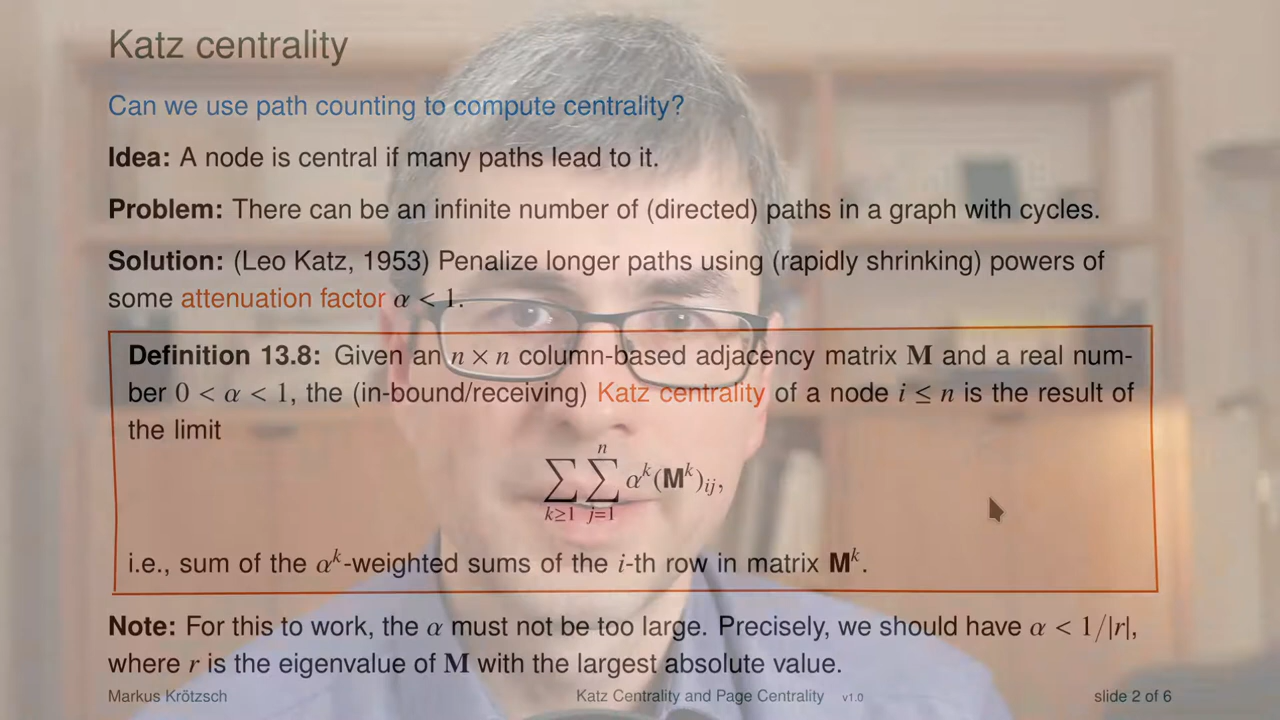 Katz centrality
Can we use path counting to compute centrality?
Idea: A node is central if many paths lead to it.
Problem: There can be an infinite number of (directed) paths in a graph with cycles.
Solution: (Leo Katz, 1953) Penalize longer paths using (rapidly shrinking) powers of
some attenuation factor α < 1.
Definition 13.8: Given an n × n column-based adjacency matrix M and a real num-
ber 0 < α < 1, the (in-bound/receiving) Katz centrality of a node i ≤ n is the result of
the limit
∑_{k≥1} ∑_{j=1}^{n} α^k (M^k)_{ij},
i.e., sum of the α^k-weighted sums of the i-th row in matrix M^k.
Note: For this to work, the α must not be too large. Precisely, we should have α < 1/|r|,
where r is the eigenvalue of M with the largest absolute value.
Markus Krötzsch Katz Centrality and Page Centrality v1.0 slide 2 of 6